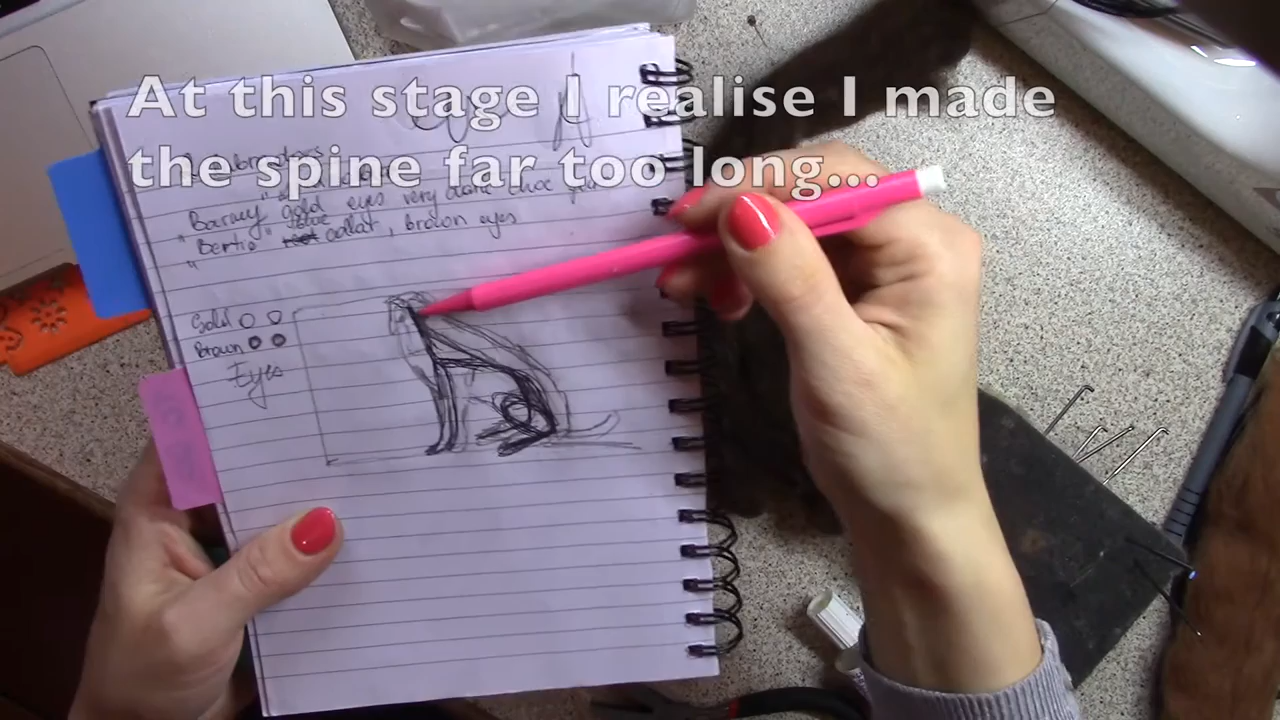 At this stage I realise I made
the spine far too long...
"Barney" gold eyes very dark choc
"Bertie" odlat, brown eyes
Gold
Brown
Eyes